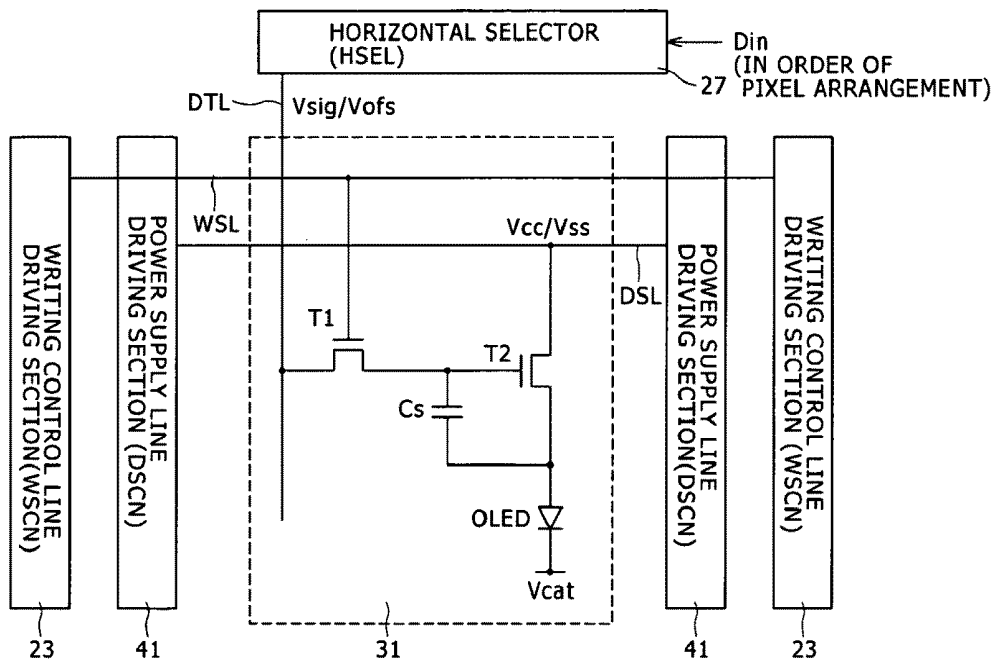 HORIZONTAL SELECTOR
(HSEL)
Din
(IN ORDER OF
PIXEL ARRANGEMENT)
27
DTL
Vsig/Vofs
WSL
Vcc/Vss
DSL
WRITING CONTROL LINE
DRIVING SECTION(WSCN)
POWER SUPPLY LINE
DRIVING SECTION (DSCN)
T1
T2
Cs
OLED
Vcat
POWER SUPPLY LINE
DRIVING SECTION(DSCN)
WRITING CONTROL LINE
DRIVING SECTION (WSCN)
23
41
31
41
23